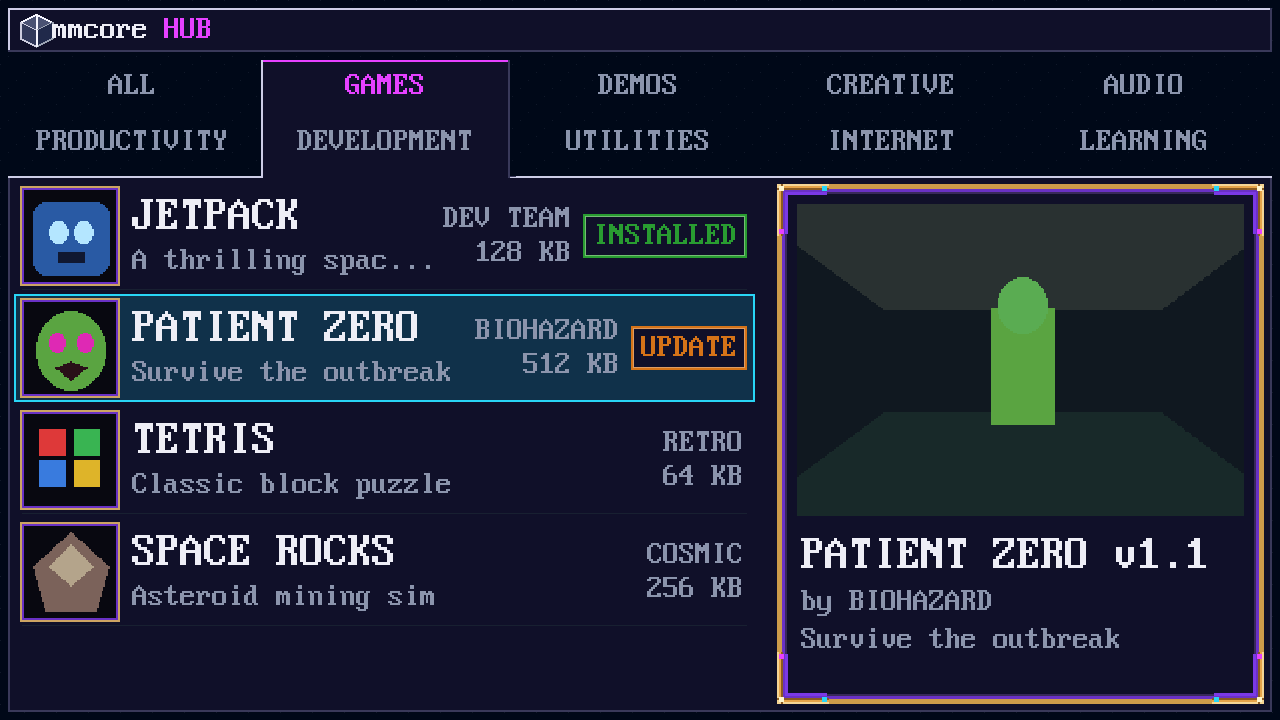 mmcore HUB
ALL GAMES DEMOS CREATIVE AUDIO
PRODUCTIVITY DEVELOPMENT UTILITIES INTERNET LEARNING
JETPACK
A thrilling spac...
DEV TEAM
128 KB
INSTALLED
PATIENT ZERO
Survive the outbreak
BIOHAZARD
512 KB
UPDATE
TETRIS
Classic block puzzle
RETRO
64 KB
SPACE ROCKS
Asteroid mining sim
COSMIC
256 KB
PATIENT ZERO v1.1
by BIOHAZARD
Survive the outbreak